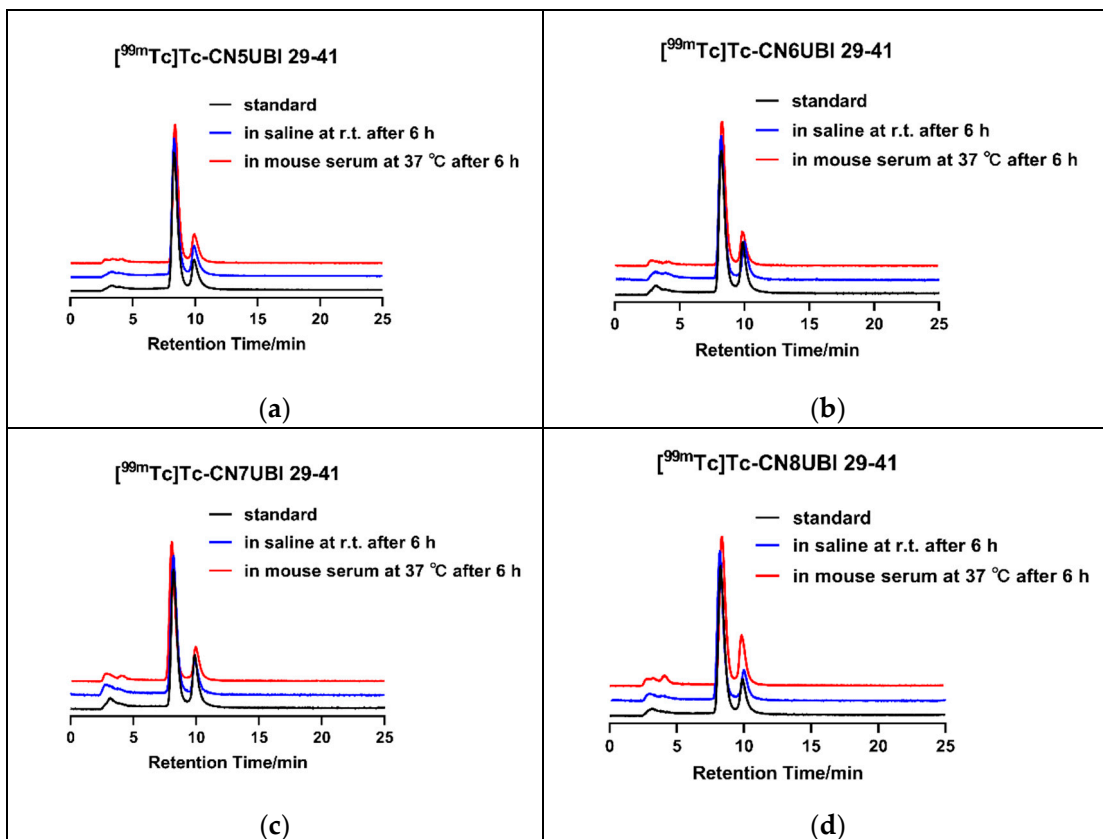 [99mTc]Tc-CN5UBI 29-41
standard
in saline at r.t. after 6 h
in mouse serum at 37 ℃ after 6 h
0 5 10 15 20 25
Retention Time/min
(a)
[99mTc]Tc-CN6UBI 29-41
standard
in saline at r.t. after 6 h
in mouse serum at 37 ℃ after 6 h
0 5 10 15 20 25
Retention Time/min
(b)
[99mTc]Tc-CN7UBI 29-41
standard
in saline at r.t. after 6 h
in mouse serum at 37 ℃ after 6 h
0 5 10 15 20 25
Retention Time/min
(c)
[99mTc]Tc-CN8UBI 29-41
standard
in saline at r.t. after 6 h
in mouse serum at 37 ℃ after 6 h
0 5 10 15 20 25
Retention Time/min
(d)